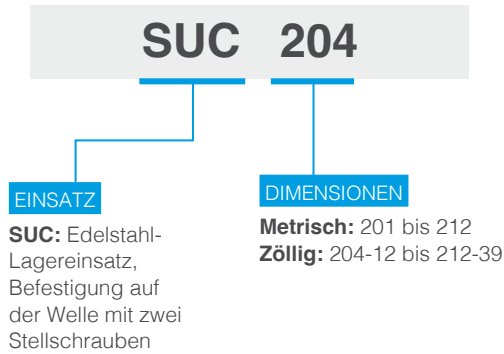 SUC 204
EINSATZ
SUC: Edelstahl-
Lagereinsatz,
Befestigung auf
der Welle mit zwei
Stellschrauben
DIMENSIONEN
Metrisch: 201 bis 212
Zöllig: 204-12 bis 212-39